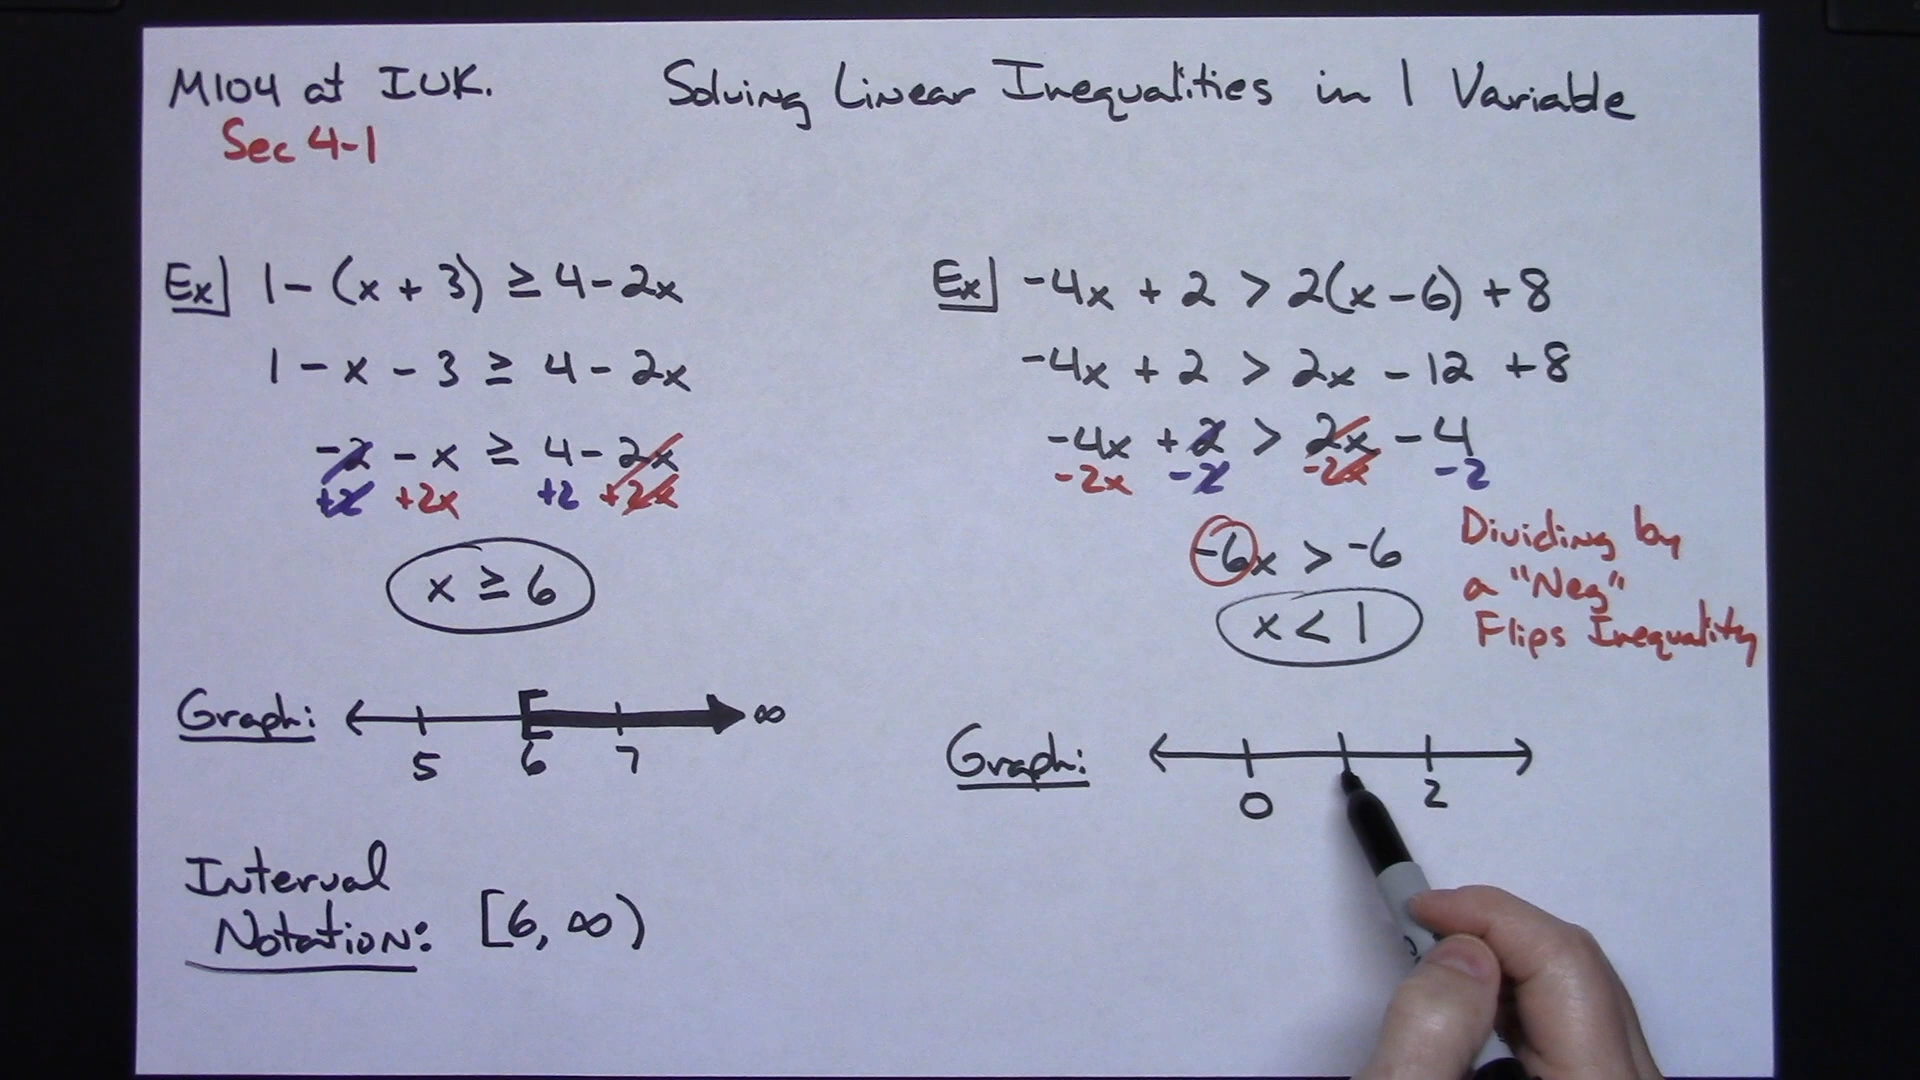 M104 at IUK.
Sec 4-1
Solving Linear Inequalities in 1 Variable
Ex] 1 - (x + 3) ≥ 4 - 2x
1 - x - 3 ≥ 4 - 2x
-2 - x ≥ 4 - 2x
+2 +2x +2 +2x
x ≥ 6
Graph:
∞
5 6 7
Interval
Notation: [6, ∞)
Ex] -4x + 2 > 2(x - 6) + 8
-4x + 2 > 2x - 12 + 8
-4x + 2 > 2x - 4
-2x -2 -2x -2
-6x > -6
x < 1
Dividing by
a "Neg"
Flips Inequality
Graph:
0 2